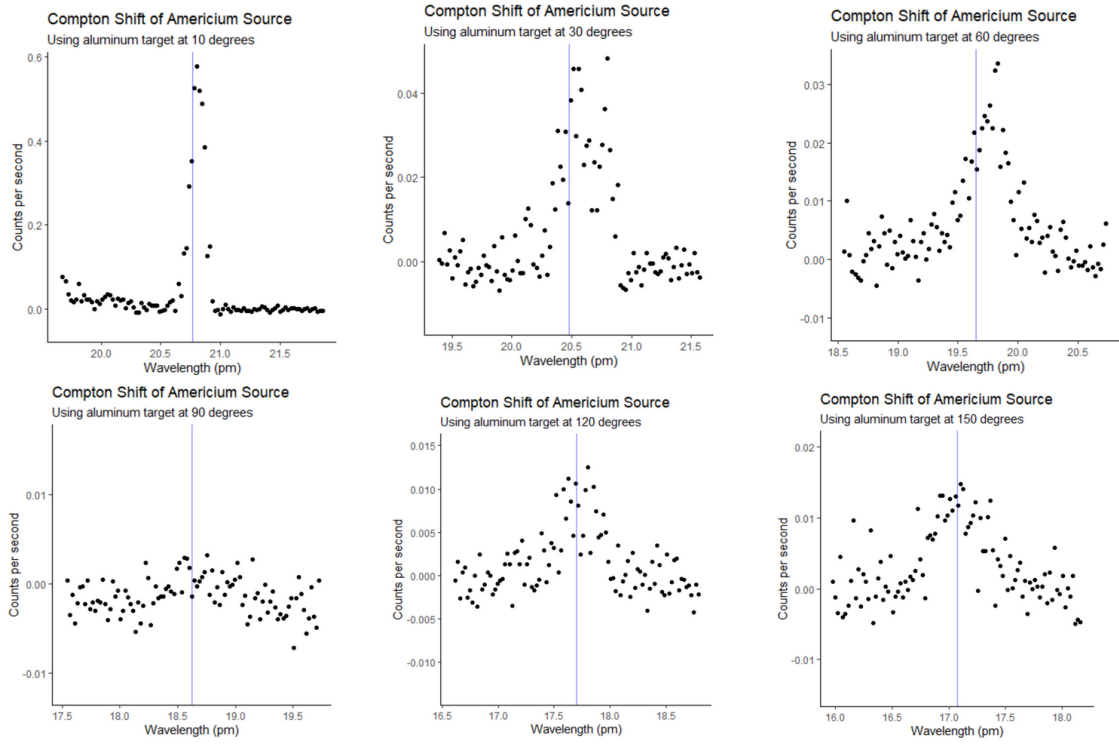 Compton Shift of Americium Source
Using aluminum target at 10 degrees
0.6
0.4
0.2
0.0
Counts per second
20.0 20.5 21.0 21.5
Wavelength (pm)
Compton Shift of Americium Source
Using aluminum target at 30 degrees
0.04
0.02
0.00
Counts per second
19.5 20.0 20.5 21.0 21.5
Wavelength (pm)
Compton Shift of Americium Source
Using aluminum target at 60 degrees
0.03
0.02
0.01
0.00
-0.01
Counts per second
18.5 19.0 19.5 20.0 20.5
Wavelength (pm)
Compton Shift of Americium Source
Using aluminum target at 90 degrees
0.01
0.00
-0.01
Counts per second
17.5 18.0 18.5 19.0 19.5
Wavelength (pm)
Compton Shift of Americium Source
Using aluminum target at 120 degrees
0.015
0.010
0.005
0.000
-0.005
-0.010
Counts per second
16.5 17.0 17.5 18.0 18.5
Wavelength (pm)
Compton Shift of Americium Source
Using aluminum target at 150 degrees
0.02
0.01
0.00
-0.01
Counts per second
16.0 16.5 17.0 17.5 18.0
Wavelength (pm)